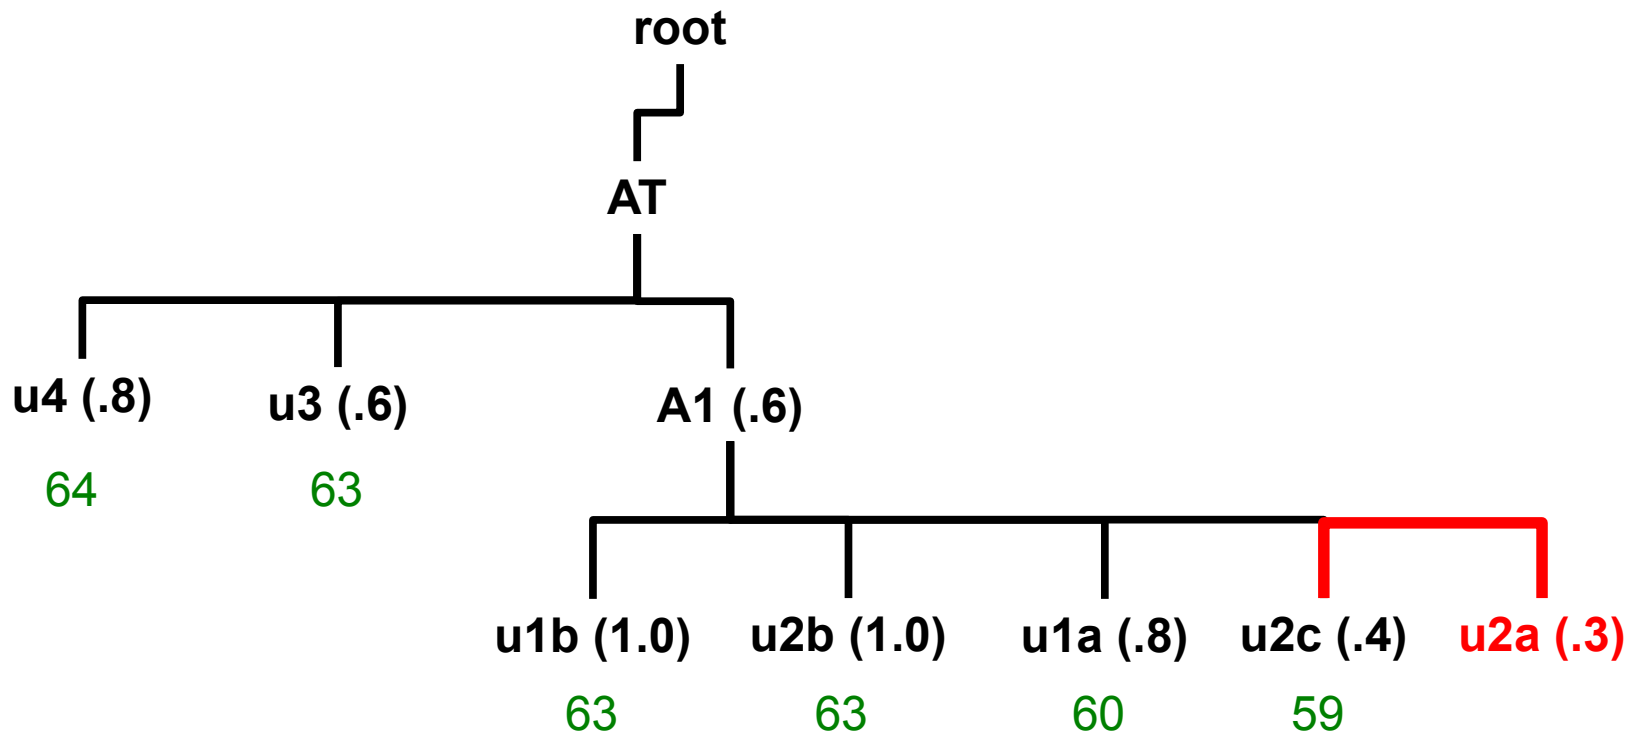 root
AT
u4 (.8) u3 (.6) A1 (.6)
64 63
u1b (1.0) u2b (1.0) u1a (.8) u2c (.4) u2a (.3)
63 63 60 59